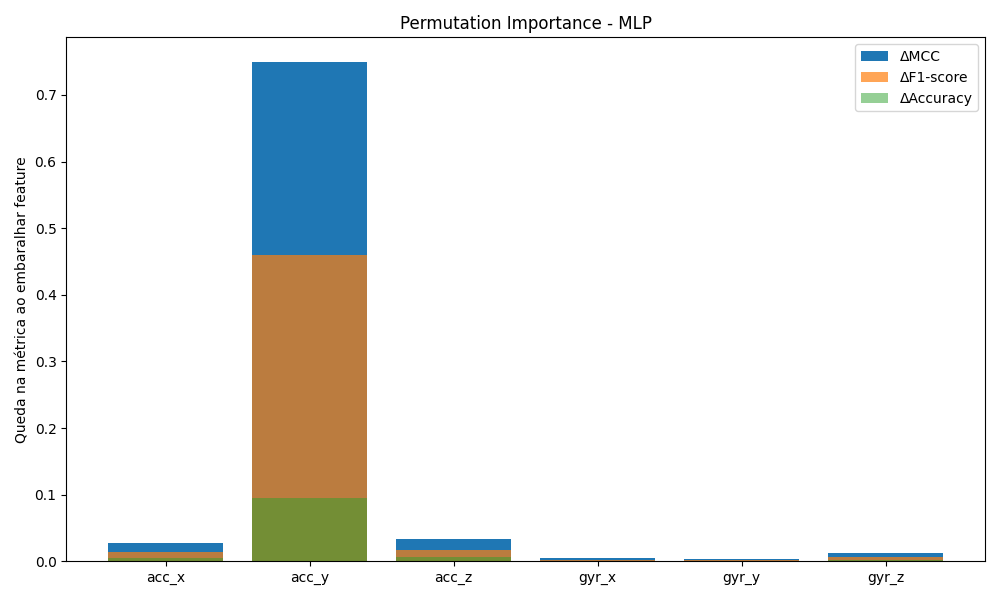 Permutation Importance - MLP
ΔMCC
ΔF1-score
ΔAccuracy
Queda na métrica ao embaralhar feature
0.7
0.6
0.5
0.4
0.3
0.2
0.1
0.0
acc_x acc_y acc_z gyr_x gyr_y gyr_z